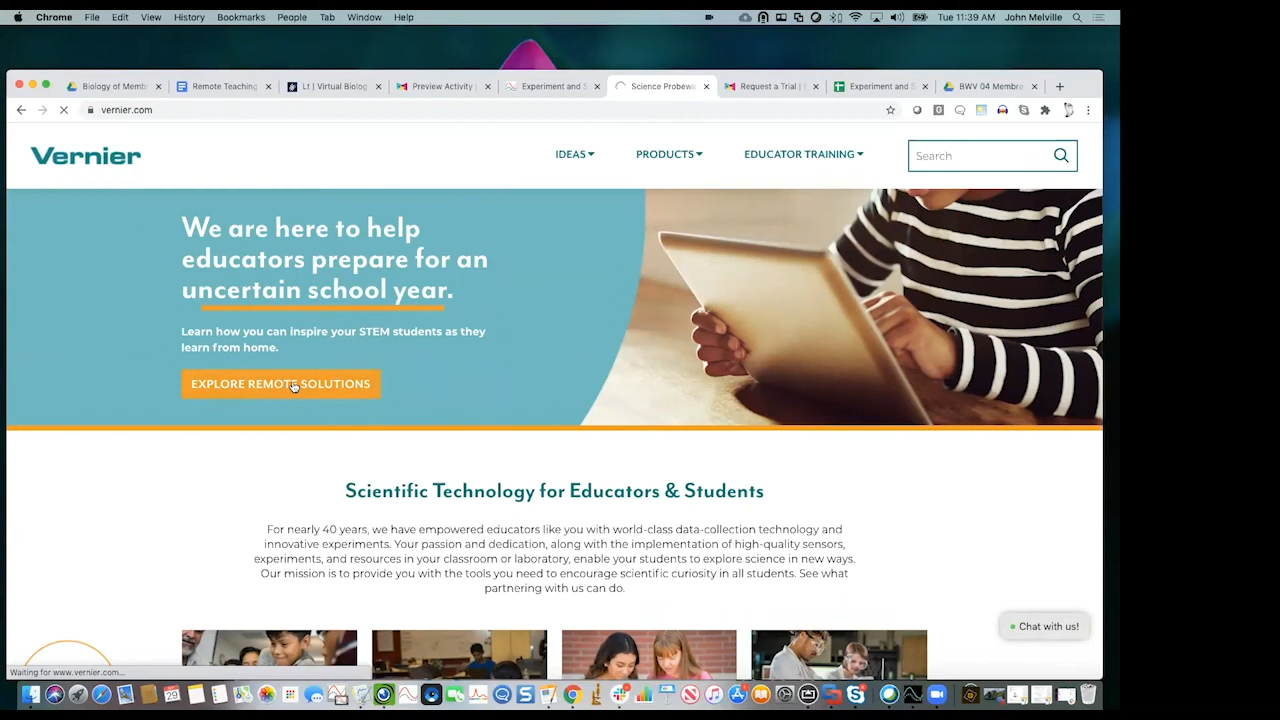 Chrome File Edit View History Bookmarks People Tab Window Help Tue 11:39 AM John Melville
Biology of Memb Remote Teaching Lt | Virtual Biolog Preview Activity | Experiment and S Science Probewa Request a Trial | Experiment and S BWV 04 Membra
vernier.com
Vernier
IDEAS PRODUCTS EDUCATOR TRAINING Search
We are here to help
educators prepare for an
uncertain school year.
Learn how you can inspire your STEM students as they
learn from home.
EXPLORE REMOTE SOLUTIONS
Scientific Technology for Educators & Students
For nearly 40 years, we have empowered educators like you with world-class data-collection technology and
innovative experiments. Your passion and dedication, along with the implementation of high-quality sensors,
experiments, and resources in your classroom or laboratory, enable your students to explore science in new ways.
Our mission is to provide you with the tools you need to encourage scientific curiosity in all students. See what
partnering with us can do.
Chat with us!
Waiting for www.vernier.com...